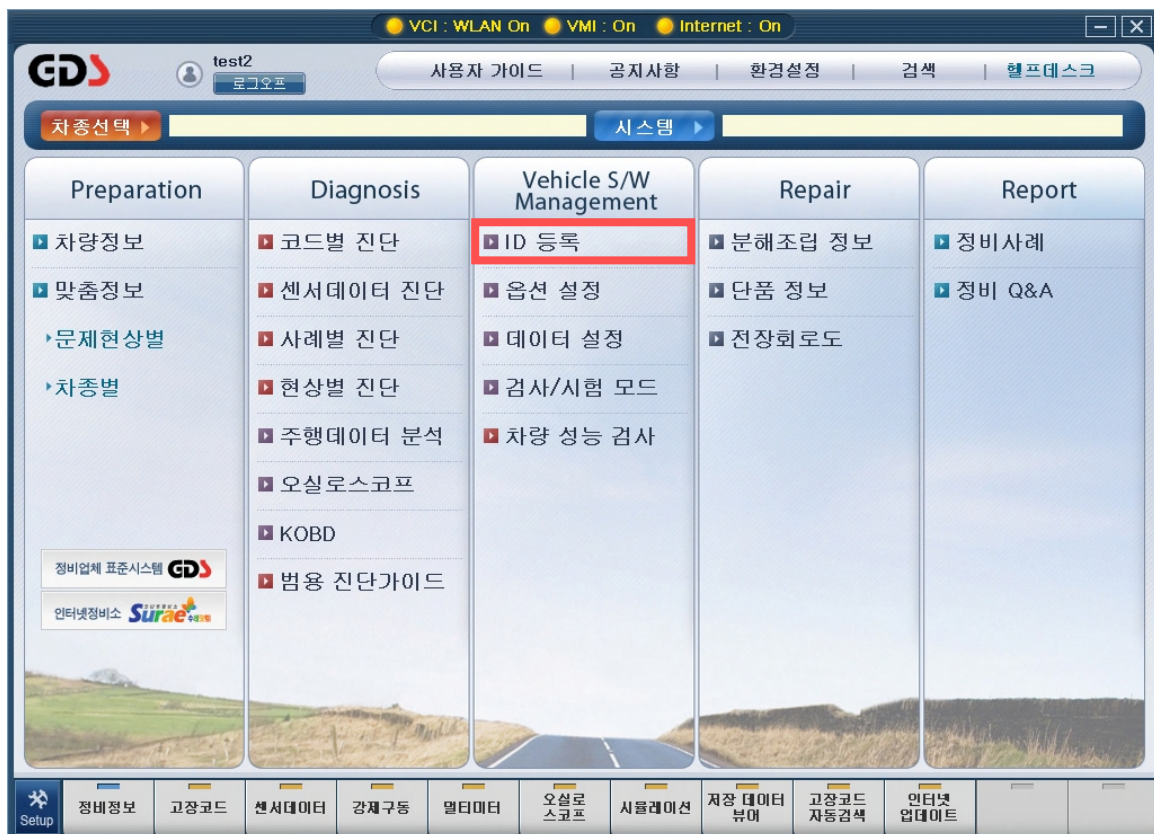 VCI : WLAN On VMI : On Internet : On
GDS
test2
로그오프
사용자 가이드 | 공지사항 | 환경설정 | 검색 | 헬프데스크
차종선택
시스템
Preparation
차량정보
맞춤정보
문제현상별
차종별
정비업체 표준시스템 GDS
인터넷정비소 Surae 수래닷컴
Diagnosis
코드별 진단
센서데이터 진단
사례별 진단
현상별 진단
주행데이터 분석
오실로스코프
KOBD
범용 진단가이드
Vehicle S/W
Management
ID 등록
옵션 설정
데이터 설정
검사/시험 모드
차량 성능 검사
Repair
분해조립 정보
단품 정보
전장회로도
Report
정비사례
정비 Q&A
Setup
정비정보
고장코드
센서데이터
강제구동
멀티미터
오실로
스코프
시뮬레이션
저장 데이터
뷰어
고장코드
자동검색
인터넷
업데이트